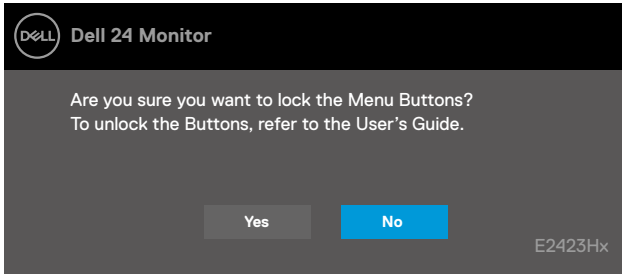 DELL
Dell 24 Monitor
Are you sure you want to lock the Menu Buttons?
To unlock the Buttons, refer to the User’s Guide.
Yes No
E2423Hx